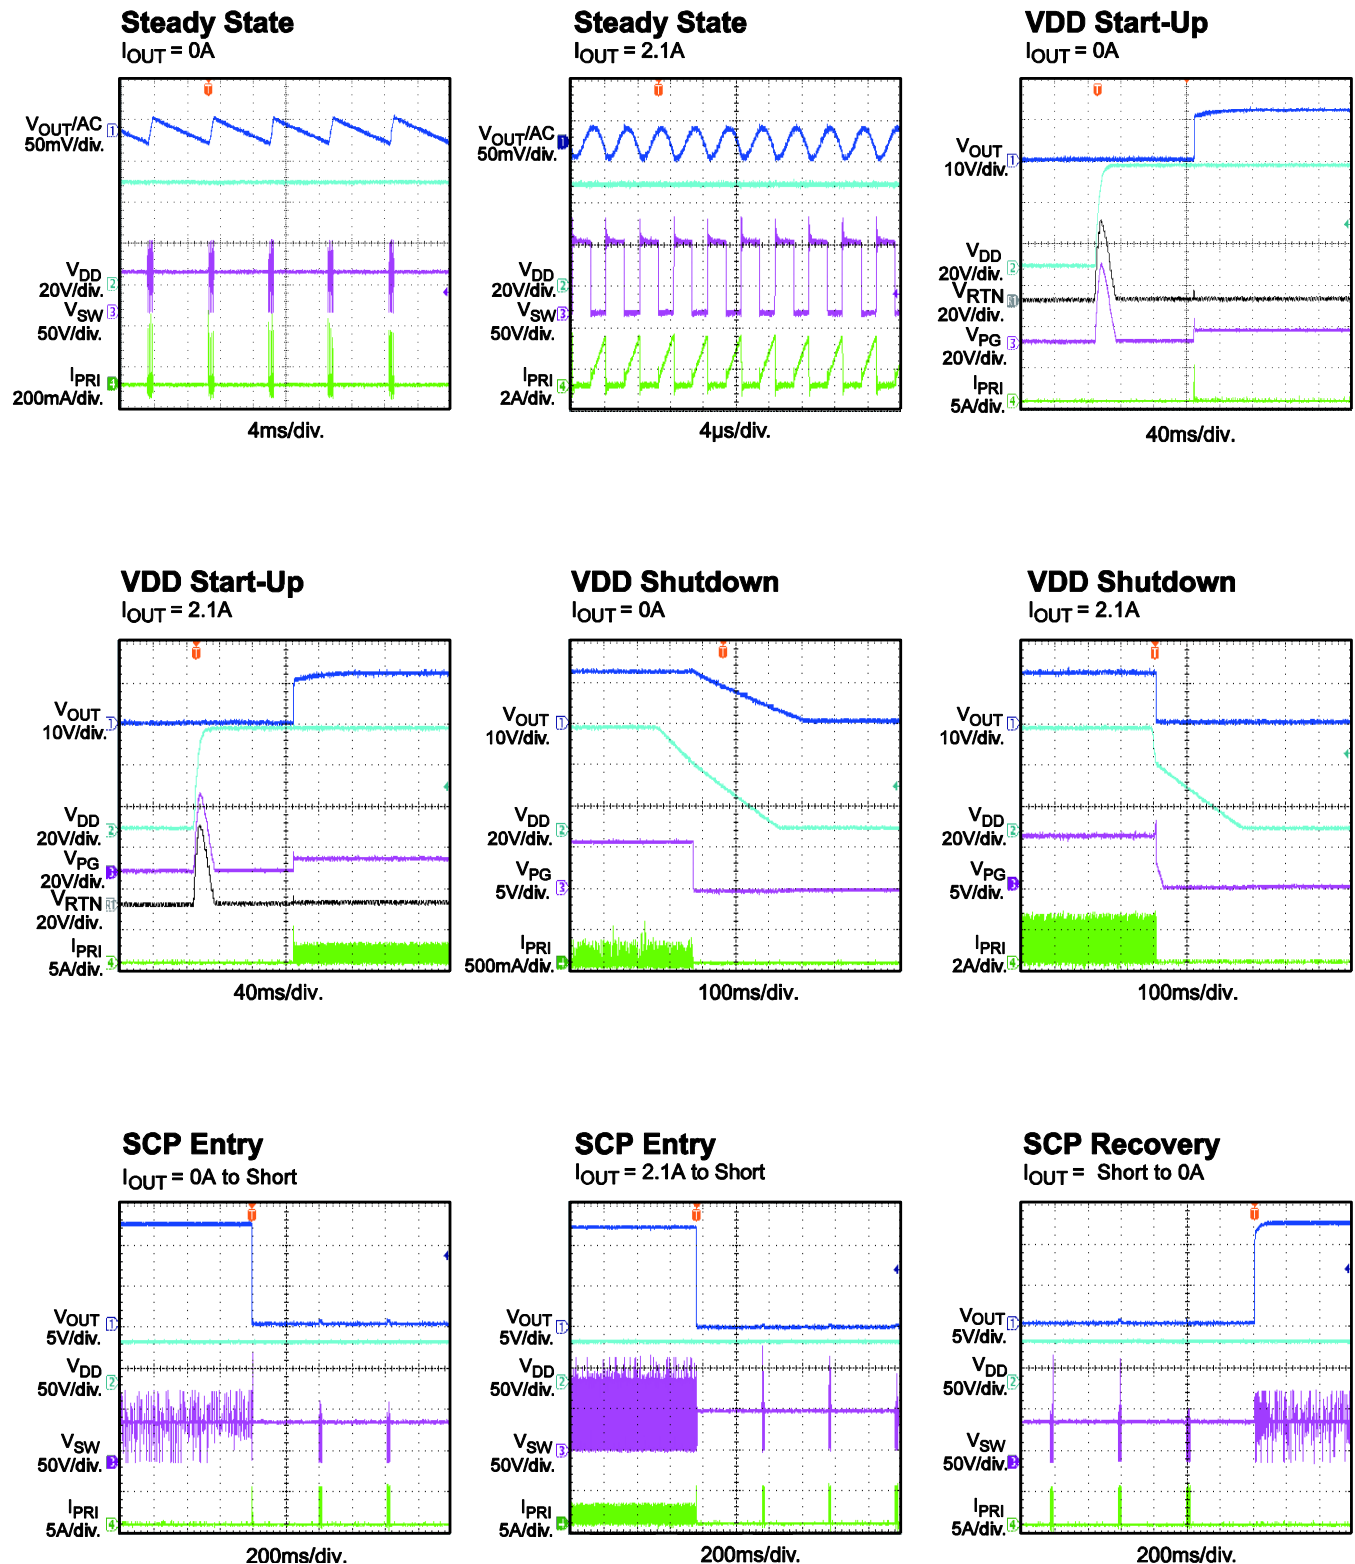 Steady State
IOUT = 0A
VOUT/AC
50mV/div.
VDD
20V/div.
VSW
50V/div.
IPRI
200mA/div.
4ms/div.
Steady State
IOUT = 2.1A
VOUT/AC
50mV/div.
VDD
20V/div.
VSW
50V/div.
IPRI
2A/div.
4µs/div.
VDD Start-Up
IOUT = 0A
VOUT
10V/div.
VDD
20V/div.
VRTN
20V/div.
VPG
20V/div.
IPRI
5A/div.
40ms/div.
VDD Start-Up
IOUT = 2.1A
VOUT
10V/div.
VDD
20V/div.
VPG
20V/div.
VRTN
20V/div.
IPRI
5A/div.
40ms/div.
VDD Shutdown
IOUT = 0A
VOUT
10V/div.
VDD
20V/div.
VPG
5V/div.
IPRI
500mA/div.
100ms/div.
VDD Shutdown
IOUT = 2.1A
VOUT
10V/div.
VDD
20V/div.
VPG
5V/div.
IPRI
2A/div.
100ms/div.
SCP Entry
IOUT = 0A to Short
VOUT
5V/div.
VDD
50V/div.
VSW
50V/div.
IPRI
5A/div.
200ms/div.
SCP Entry
IOUT = 2.1A to Short
VOUT
5V/div.
VDD
50V/div.
VSW
50V/div.
IPRI
5A/div.
200ms/div.
SCP Recovery
IOUT = Short to 0A
VOUT
5V/div.
VDD
50V/div.
VSW
50V/div.
IPRI
5A/div.
200ms/div.